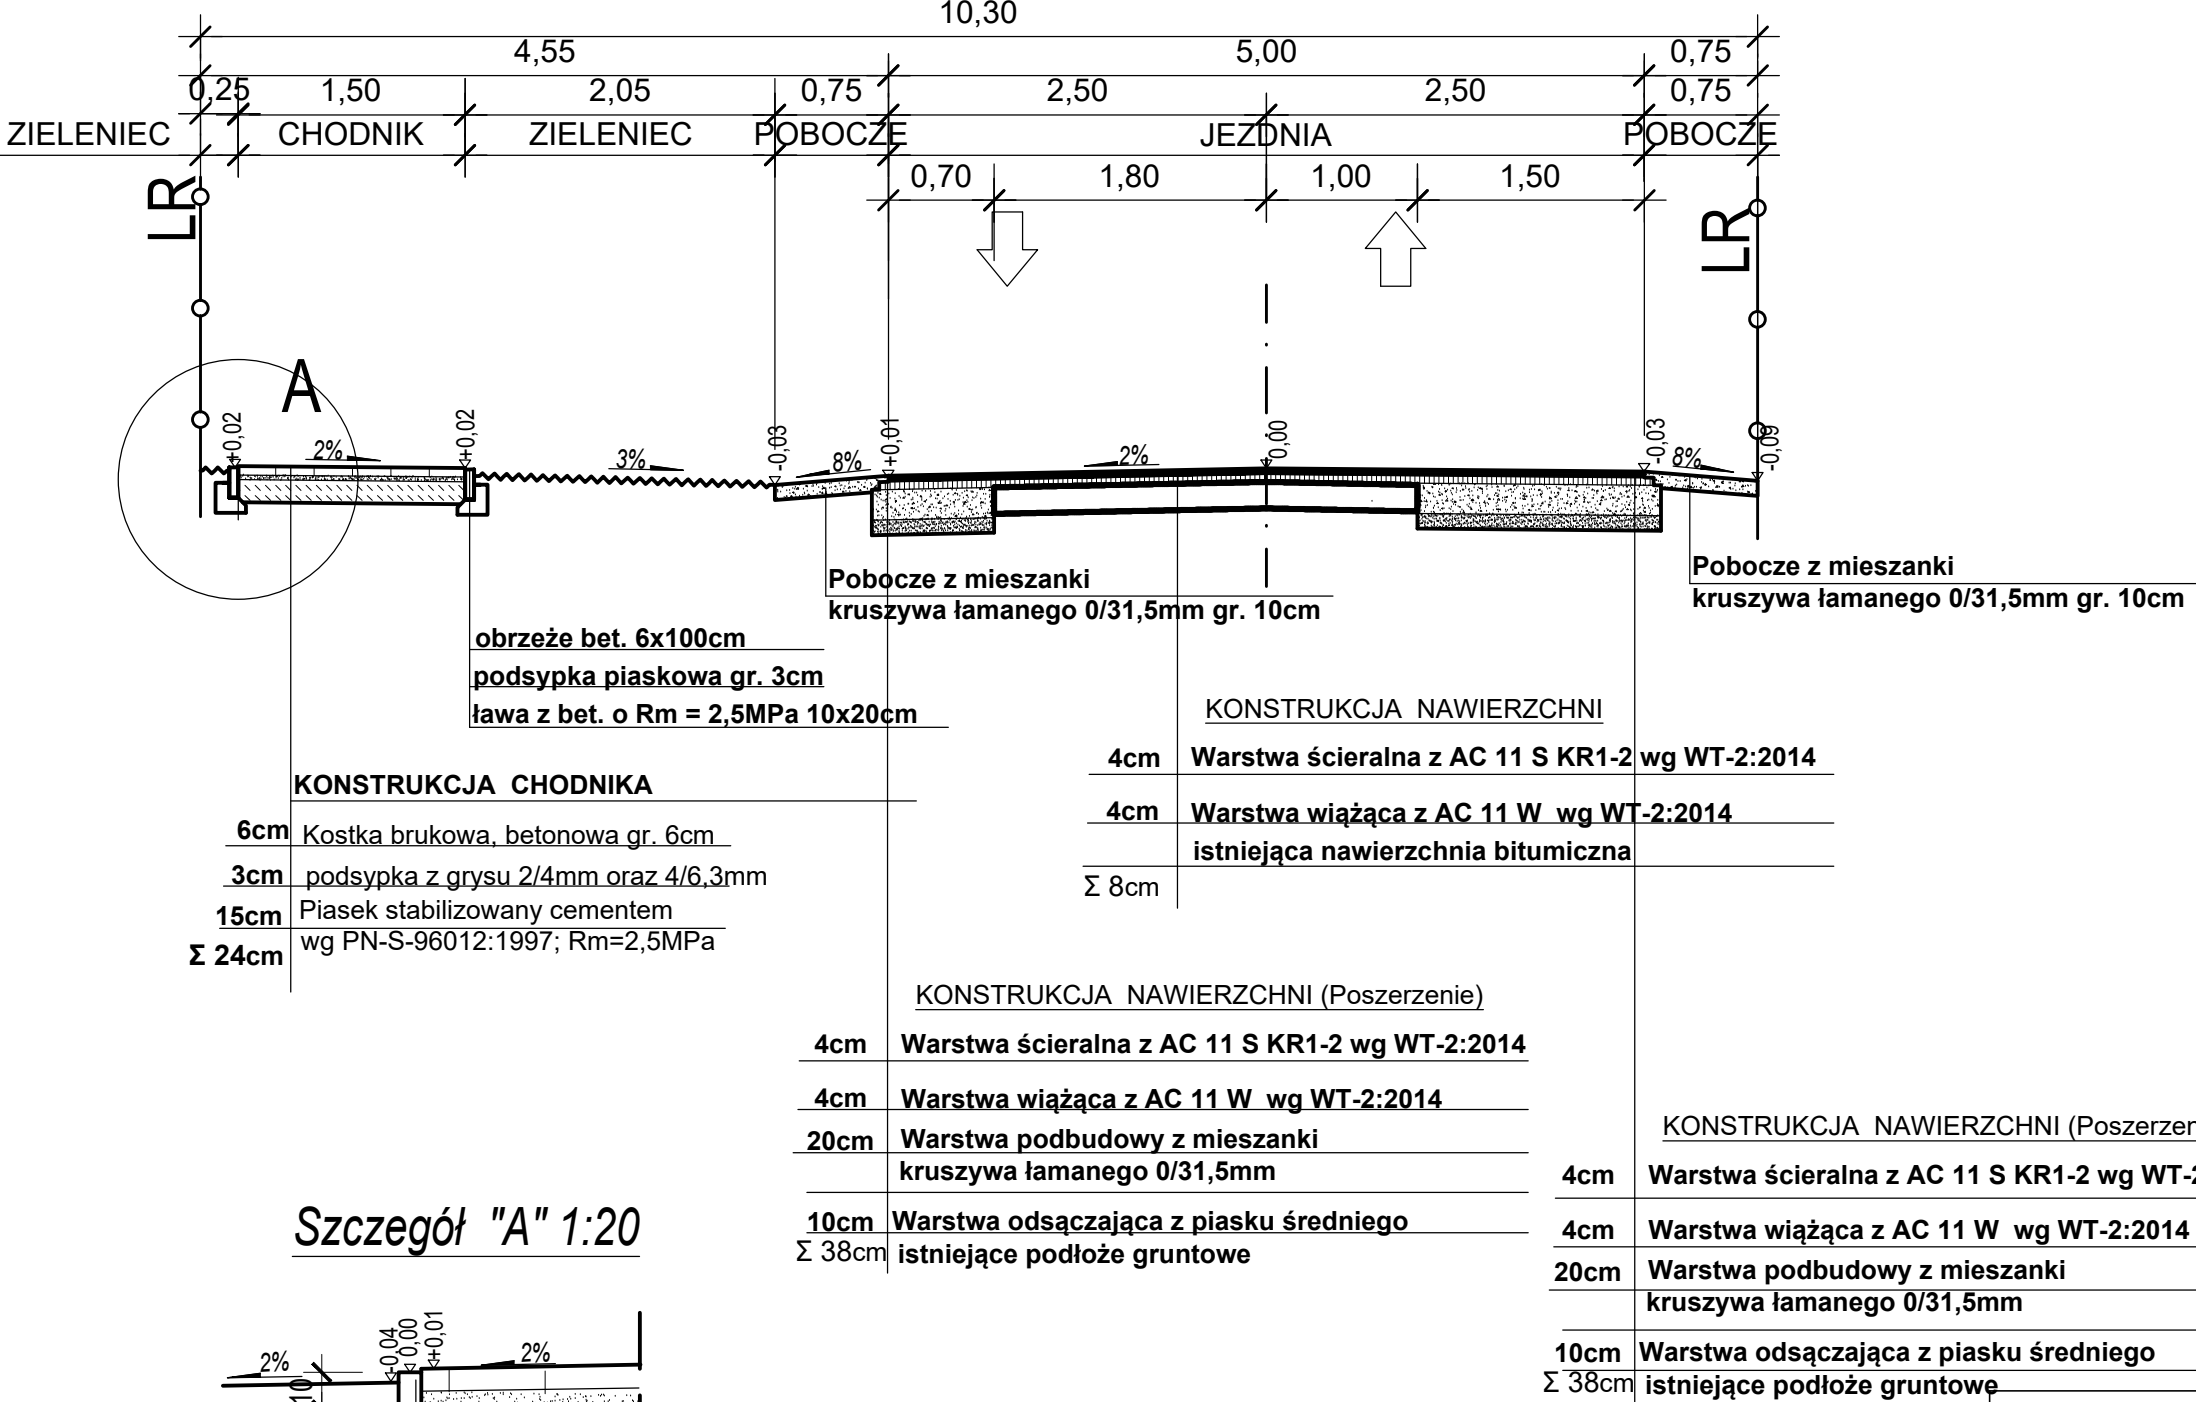 10,30
4,55 5,00 0,75
0,25 1,50 2,05 0,75 2,50 2,50 0,75
ZIELENIEC CHODNIK ZIELENIEC POBOCZE JEZDNIA POBOCZE
0,70 1,80 1,00 1,50
LR LR
A
+0,02 2% +0,02 3% -0,03 8% +0,01 2% 0,00 -0,03 8% -0,09
Pobocze z mieszanki
kruszywa łamanego 0/31,5mm gr. 10cm
Pobocze z mieszanki
kruszywa łamanego 0/31,5mm gr. 10cm
obrzeże bet. 6x100cm
podsypka piaskowa gr. 3cm
ława z bet. o Rm = 2,5MPa 10x20cm
KONSTRUKCJA NAWIERZCHNI
4cm Warstwa ścieralna z AC 11 S KR1-2 wg WT-2:2014
4cm Warstwa wiążąca z AC 11 W wg WT-2:2014
istniejąca nawierzchnia bitumiczna
Σ 8cm
KONSTRUKCJA CHODNIKA
6cm Kostka brukowa, betonowa gr. 6cm
3cm podsypka z grysu 2/4mm oraz 4/6,3mm
15cm Piasek stabilizowany cementem
wg PN-S-96012:1997; Rm=2,5MPa
Σ 24cm
KONSTRUKCJA NAWIERZCHNI (Poszerzenie)
4cm Warstwa ścieralna z AC 11 S KR1-2 wg WT-2:2014
4cm Warstwa wiążąca z AC 11 W wg WT-2:2014
20cm Warstwa podbudowy z mieszanki
kruszywa łamanego 0/31,5mm
10cm Warstwa odsączająca z piasku średniego
Σ 38cm istniejące podłoże gruntowe
KONSTRUKCJA NAWIERZCHNI (Poszerzen
4cm Warstwa ścieralna z AC 11 S KR1-2 wg WT-2
4cm Warstwa wiążąca z AC 11 W wg WT-2:2014
20cm Warstwa podbudowy z mieszanki
kruszywa łamanego 0/31,5mm
10cm Warstwa odsączająca z piasku średniego
Σ 38cm istniejące podłoże gruntowe
Szczegół "A" 1:20
2% -0,04 0,00 +0,01 2%
10